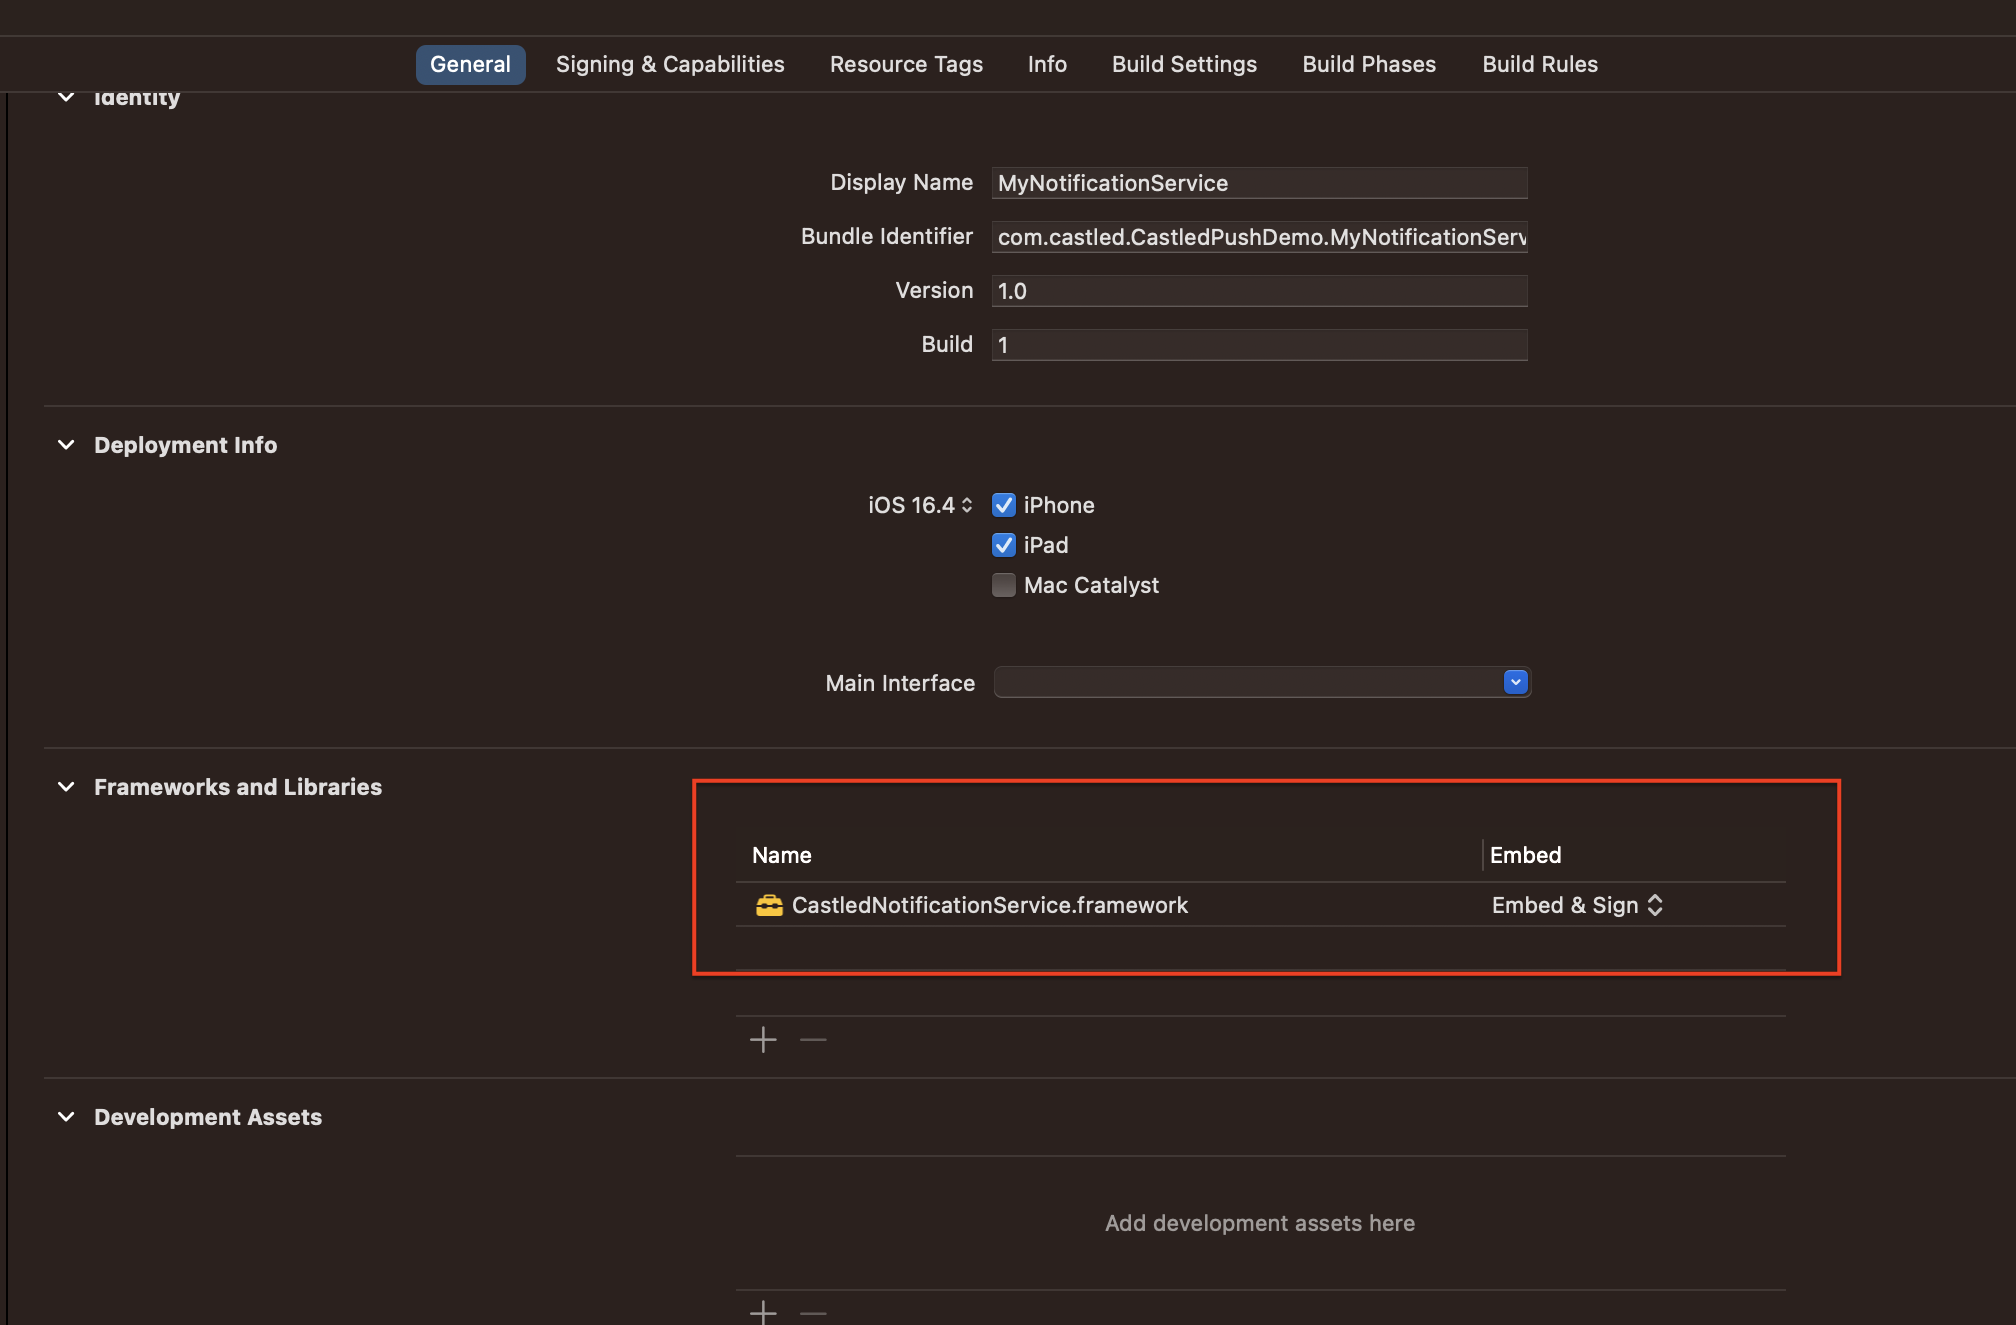 General Signing & Capabilities Resource Tags Info Build Settings Build Phases Build Rules
Identity
Display Name MyNotificationService
Bundle Identifier com.castled.CastledPushDemo.MyNotificationServ
Version 1.0
Build 1
Deployment Info
iOS 16.4 iPhone
iPad
Mac Catalyst
Main Interface
Frameworks and Libraries
Name Embed
CastledNotificationService.framework Embed & Sign
Development Assets
Add development assets here